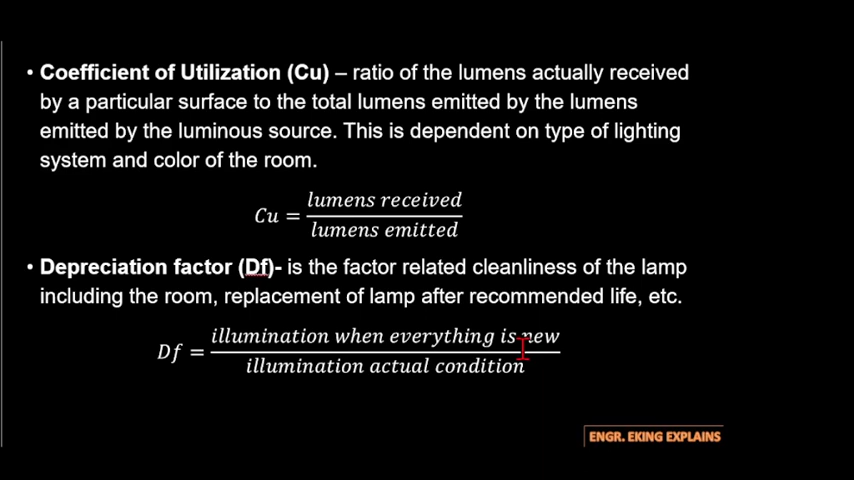 • Coefficient of Utilization (Cu) – ratio of the lumens actually received
by a particular surface to the total lumens emitted by the lumens
emitted by the luminous source. This is dependent on type of lighting
system and color of the room.
Cu = lumens received / lumens emitted
• Depreciation factor (Df)- is the factor related cleanliness of the lamp
including the room, replacement of lamp after recommended life, etc.
Df = illumination when everything is new / illumination actual condition
ENGR. EKING EXPLAINS